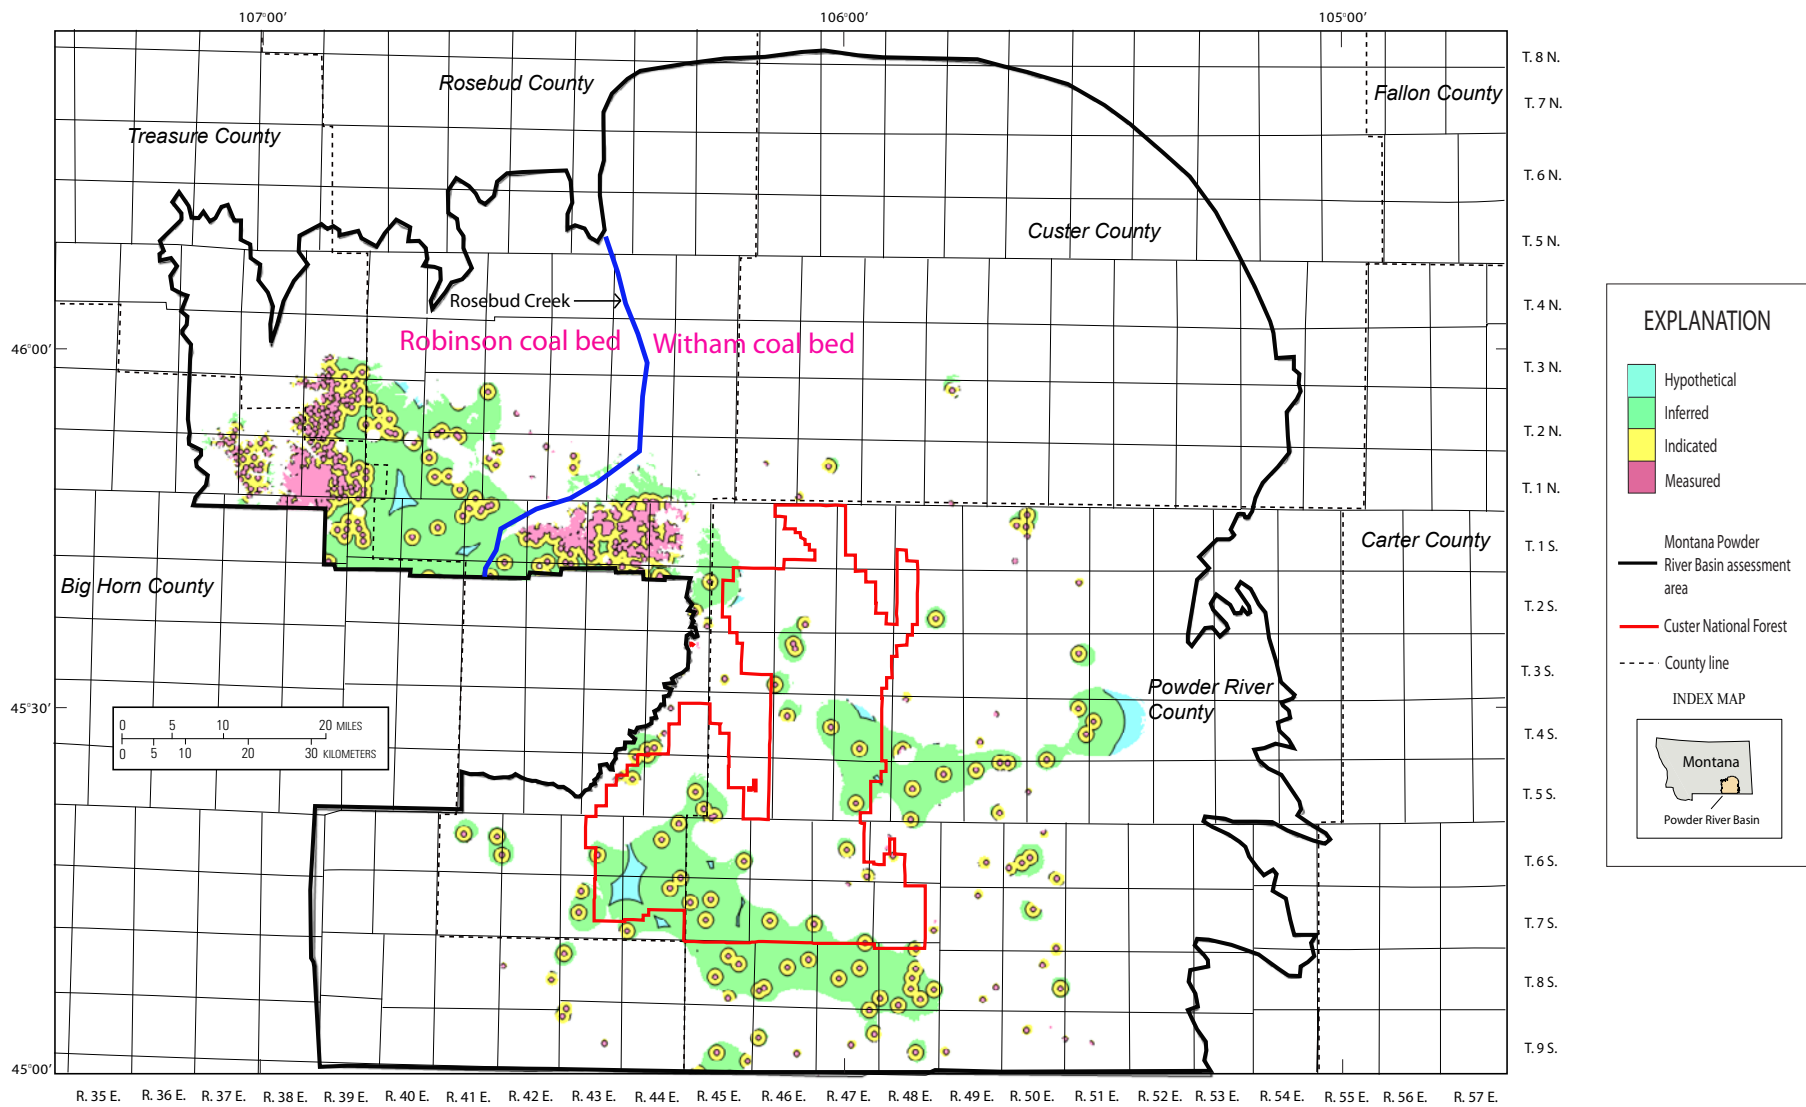 107°00′ 106°00′ 105°00′
T. 8 N.
Rosebud County
Fallon County
T. 7 N.
Treasure County
T. 6 N.
Custer County
T. 5 N.
Rosebud Creek
T. 4 N.
Robinson coal bed Witham coal bed
46°00′
T. 3 N.
T. 2 N.
T. 1 N.
Carter County
T. 1 S.
Big Horn County
T. 2 S.
T. 3 S.
Powder River
County
45°30′
0 5 10 20 MILES
0 5 10 20 30 KILOMETERS
T. 4 S.
T. 5 S.
T. 6 S.
T. 7 S.
T. 8 S.
T. 9 S.
45°00′
R. 35 E. R. 36 E. R. 37 E. R. 38 E. R. 39 E. R. 40 E. R. 41 E. R. 42 E. R. 43 E. R. 44 E. R. 45 E. R. 46 E. R. 47 E. R. 48 E. R. 49 E. R. 50 E. R. 51 E. R. 52 E. R. 53 E. R. 54 E. R. 55 E. R. 56 E. R. 57 E.
EXPLANATION
Hypothetical
Inferred
Indicated
Measured
Montana Powder
River Basin assessment
area
Custer National Forest
County line
INDEX MAP
Montana
Powder River Basin